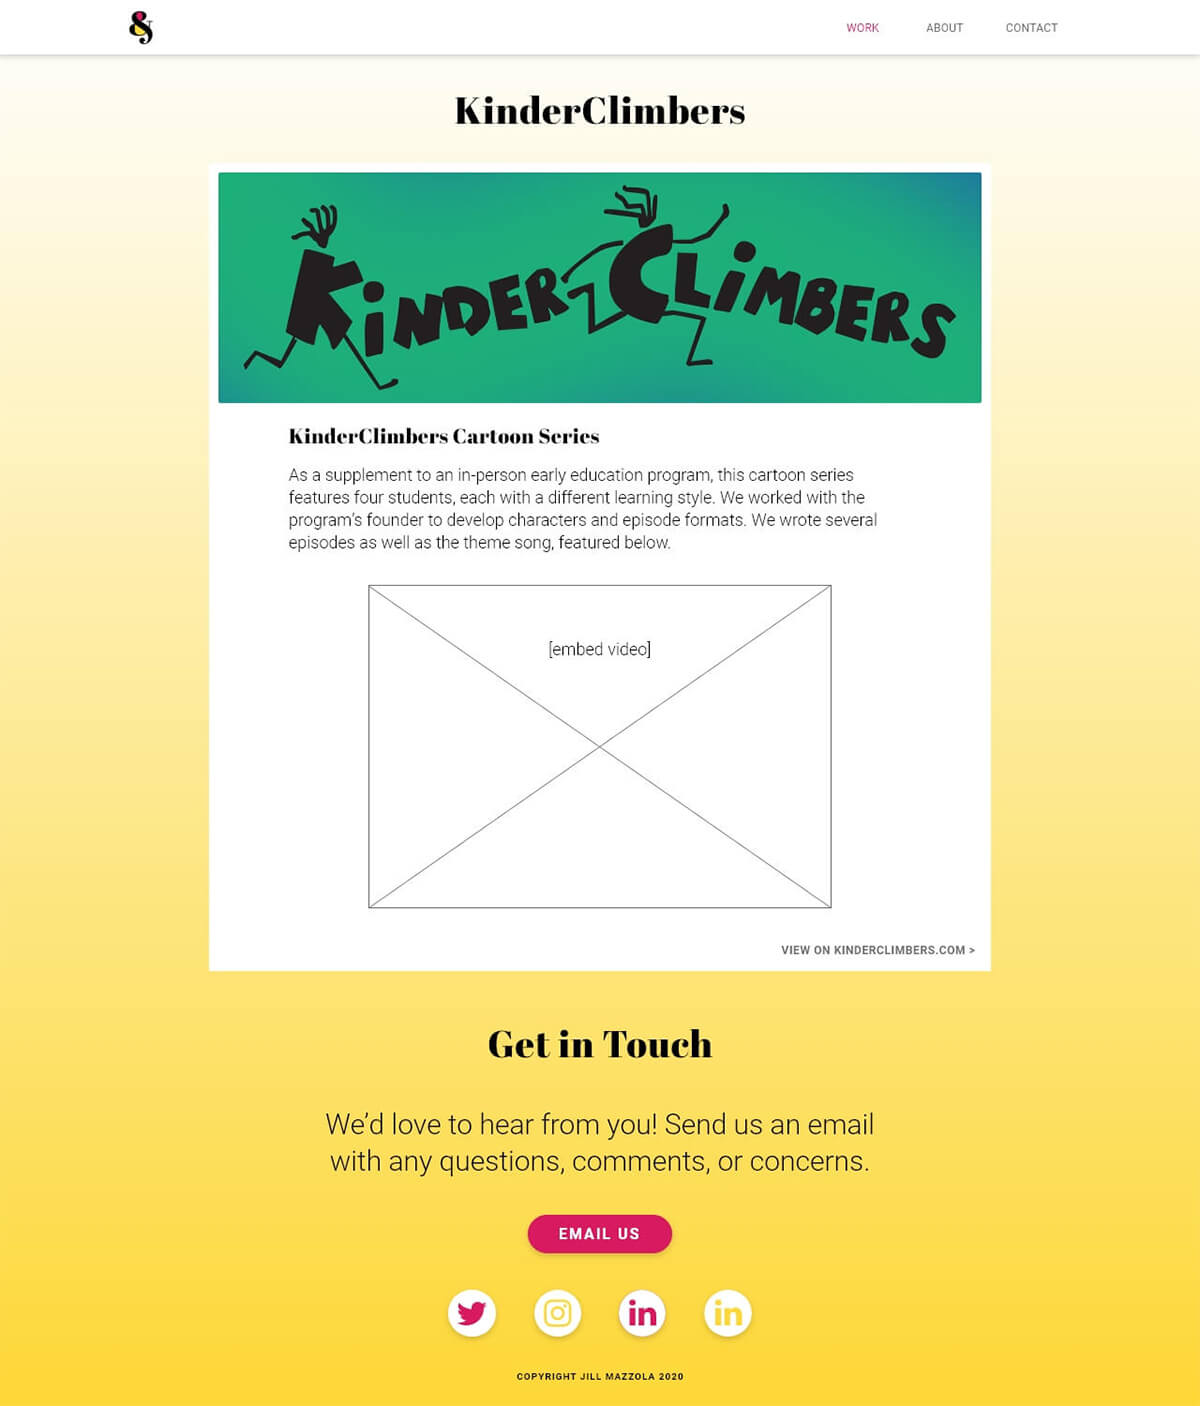 &
WORK ABOUT CONTACT
KinderClimbers
KINDER CLIMBERS
KinderClimbers Cartoon Series
As a supplement to an in-person early education program, this cartoon series
features four students, each with a different learning style. We worked with the
program’s founder to develop characters and episode formats. We wrote several
episodes as well as the theme song, featured below.
[embed video]
VIEW ON KINDERCLIMBERS.COM >
Get in Touch
We’d love to hear from you! Send us an email
with any questions, comments, or concerns.
EMAIL US
in in
COPYRIGHT JILL MAZZOLA 2020